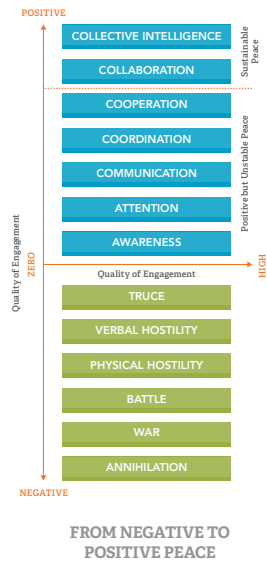 POSITIVE
COLLECTIVE INTELLIGENCE
COLLABORATION
Sustainable
Peace
COOPERATION
COORDINATION
COMMUNICATION
ATTENTION
AWARENESS
Positive but Unstable Peace
Quality of Engagement
ZERO
Quality of Engagement
HIGH
TRUCE
VERBAL HOSTILITY
PHYSICAL HOSTILITY
BATTLE
WAR
ANNIHILATION
NEGATIVE
FROM NEGATIVE TO
POSITIVE PEACE